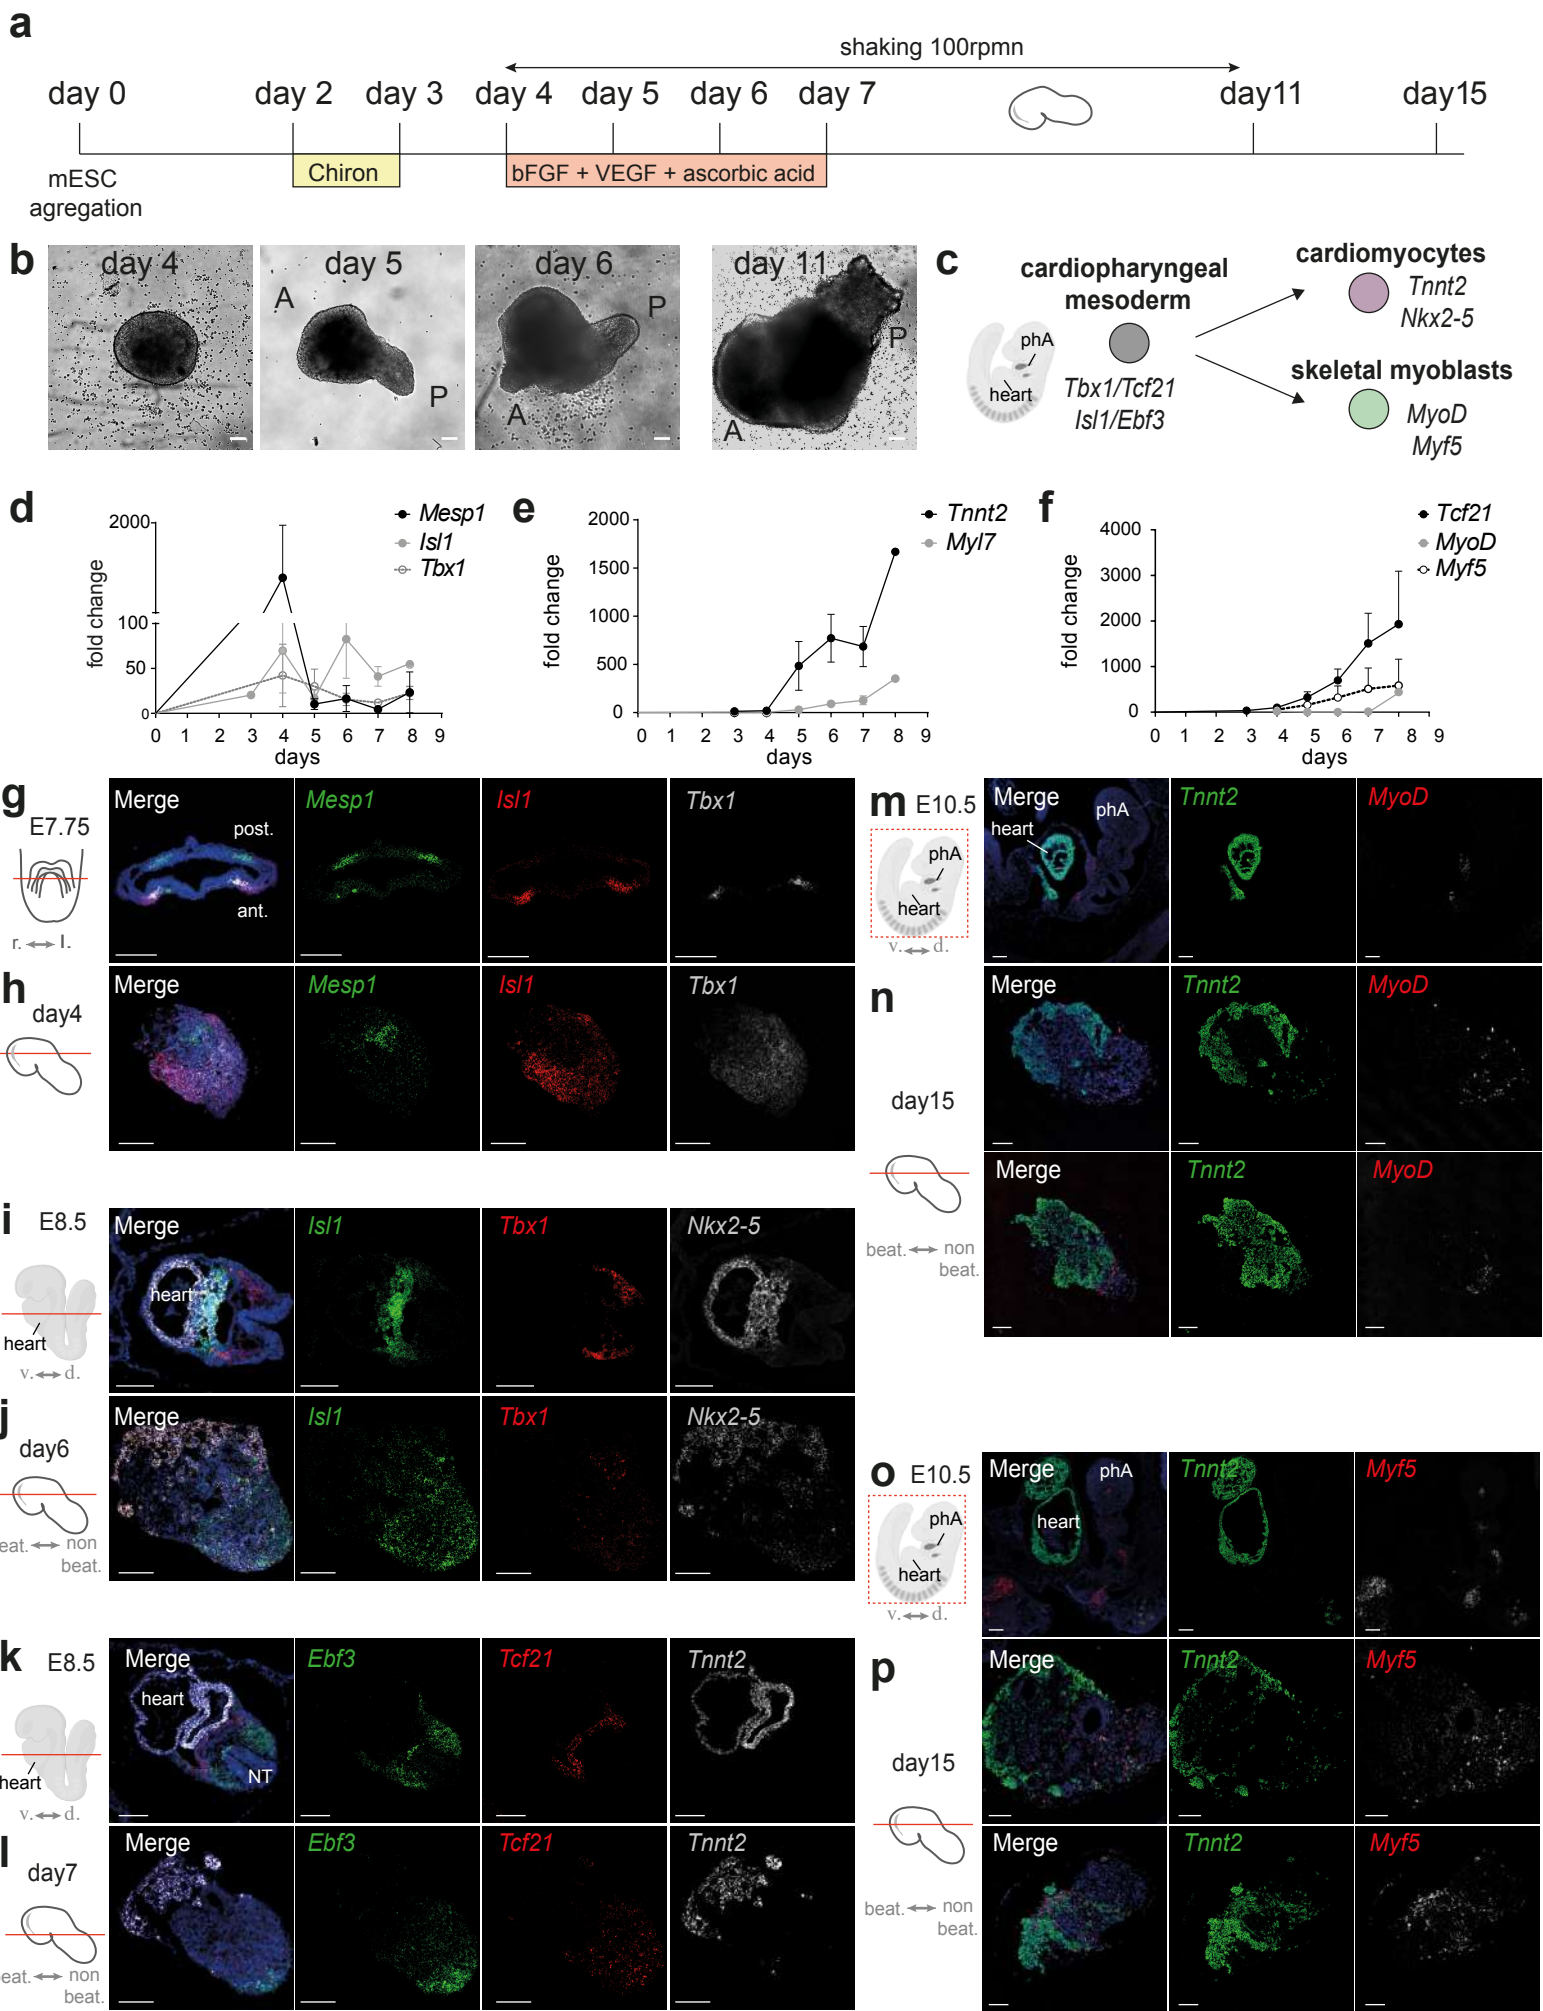 a
shaking 100rpmn
day 0
day 2
day 3
day 4
day 5
day 6
day 7
day11
day15
Chiron
bFGF + VEGF + ascorbic acid
mESC
agregation
b
day 4
day 5
A
P
day 6
A
P
day 11
A
P
c
cardiopharyngeal
mesoderm
phA
heart
Tbx1/Tcf21
Isl1/Ebf3
cardiomyocytes
Tnnt2
Nkx2-5
skeletal myoblasts
MyoD
Myf5
d
fold change
2000
100
50
0
0 1 2 3 4 5 6 7 8 9
days
Mesp1
Isl1
Tbx1
e
fold change
2000
1500
1000
500
0
0 1 2 3 4 5 6 7 8 9
days
Tnnt2
Myl7
f
fold change
4000
3000
2000
1000
0
0 1 2 3 4 5 6 7 8 9
days
Tcf21
MyoD
Myf5
g
E7.75
r. l.
Merge
post.
ant.
Mesp1
Isl1
Tbx1
h
day4
Merge
Mesp1
Isl1
Tbx1
i
E8.5
heart
v. d.
Merge
heart
Isl1
Tbx1
Nkx2-5
j
day6
eat. non
beat.
Merge
Isl1
Tbx1
Nkx2-5
k
E8.5
heart
v. d.
Merge
heart
NT
Ebf3
Tcf21
Tnnt2
l
day7
eat. non
beat.
Merge
Ebf3
Tcf21
Tnnt2
m
E10.5
phA
heart
v. d.
Merge
heart
phA
Tnnt2
MyoD
n
day15
beat. non
beat.
Merge
Tnnt2
MyoD
Merge
Tnnt2
MyoD
o
E10.5
phA
heart
v. d.
Merge
phA
heart
Tnnt2
Myf5
p
day15
beat. non
beat.
Merge
Tnnt2
Myf5
Merge
Tnnt2
Myf5